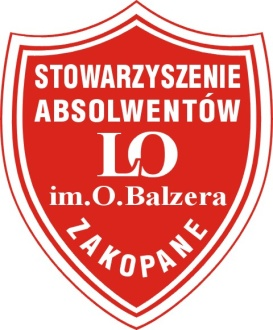 STOWARZYSZENIE
ABSOLWENTÓW
LO
im.O.Balzera
ZAKOPANE